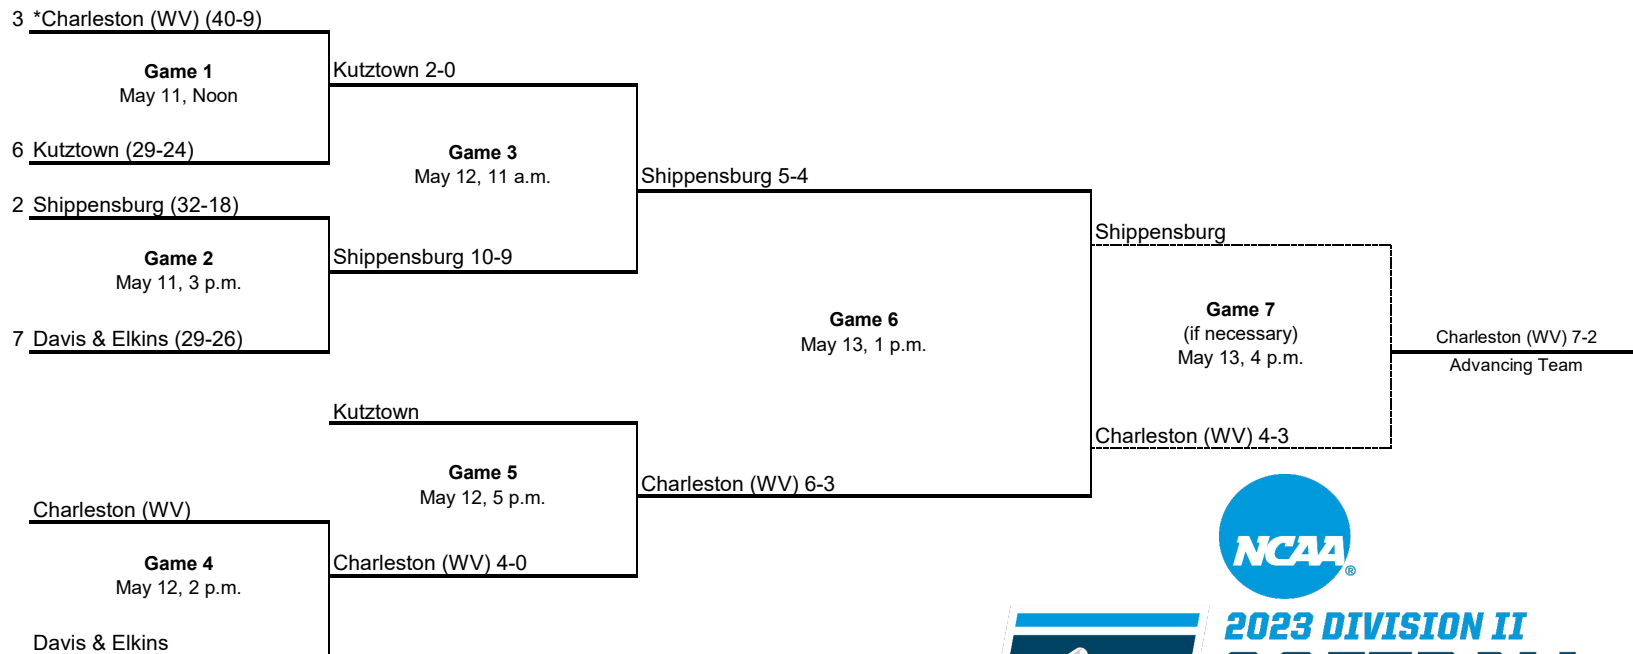 3 *Charleston (WV) (40-9)
Game 1
May 11, Noon
Kutztown 2-0
6 Kutztown (29-24)
Game 3
May 12, 11 a.m.
Shippensburg 5-4
2 Shippensburg (32-18)
Game 2
May 11, 3 p.m.
Shippensburg 10-9
7 Davis & Elkins (29-26)
Game 6
May 13, 1 p.m.
Shippensburg
Game 7
(if necessary)
May 13, 4 p.m.
Charleston (WV) 7-2
Advancing Team
Kutztown
Game 5
May 12, 5 p.m.
Charleston (WV) 6-3
Charleston (WV) 4-3
Charleston (WV)
Game 4
May 12, 2 p.m.
Charleston (WV) 4-0
Davis & Elkins
NCAA®
2023 DIVISION II